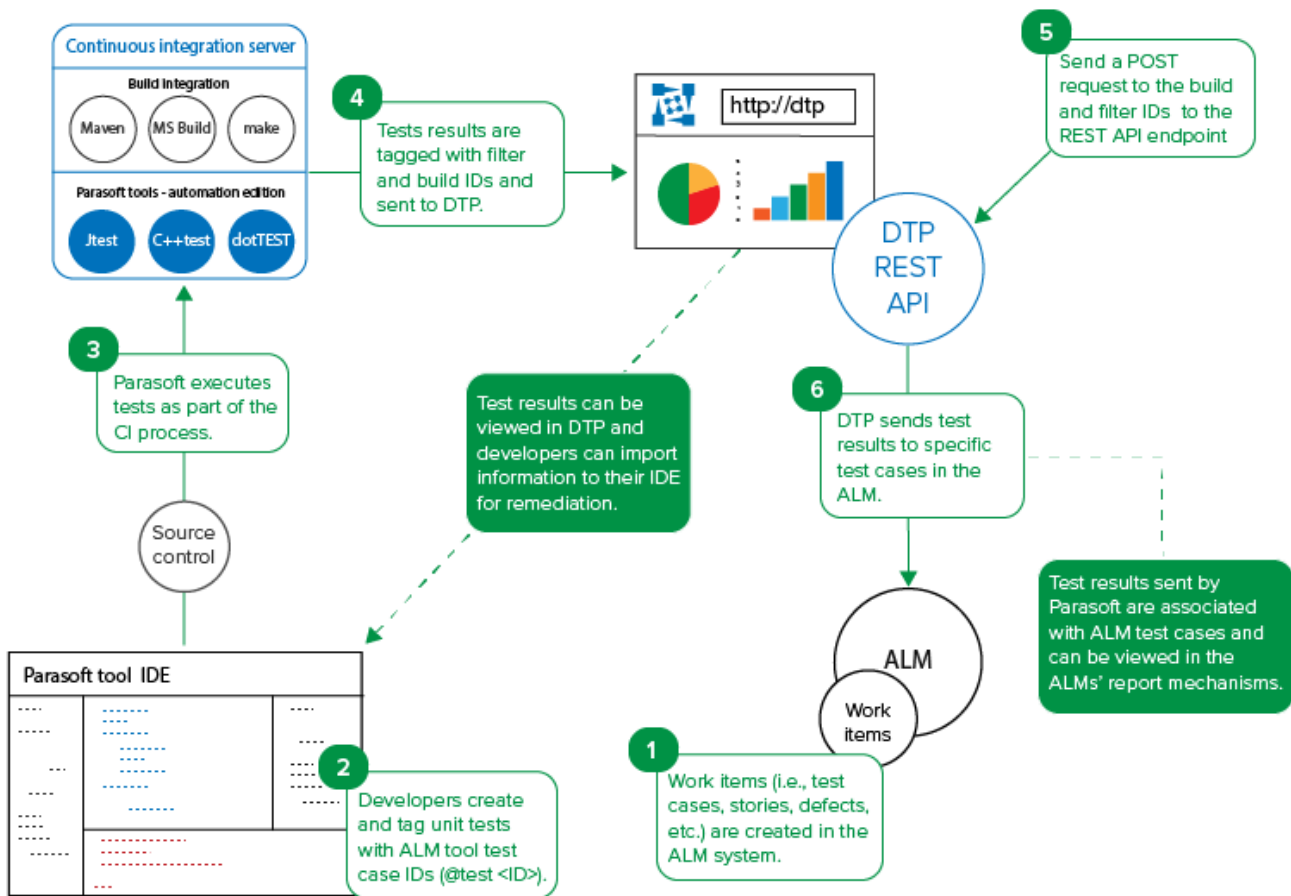 Continuous integration server
Build integration
Maven
MS Build
make
Parasoft tools - automation edition
Jtest
C++test
dotTEST
4
Tests results are
tagged with filter
and build IDs and
sent to DTP.
http://dtp
5
Send a POST
request to the build
and filter IDs to the
REST API endpoint
DTP
REST
API
3
Parasoft executes
tests as part of the
CI process.
Test results can be
viewed in DTP and
developers can import
information to their IDE
for remediation.
6
DTP sends test
results to specific
test cases in the
ALM.
Source
control
Test results sent by
Parasoft are associated
with ALM test cases and
can be viewed in the
ALMs' report mechanisms.
ALM
Work
items
Parasoft tool IDE
2
Developers create
and tag unit tests
with ALM tool test
case IDs (@test <ID>).
1
Work items (i.e., test
cases, stories, defects,
etc.) are created in the
ALM system.